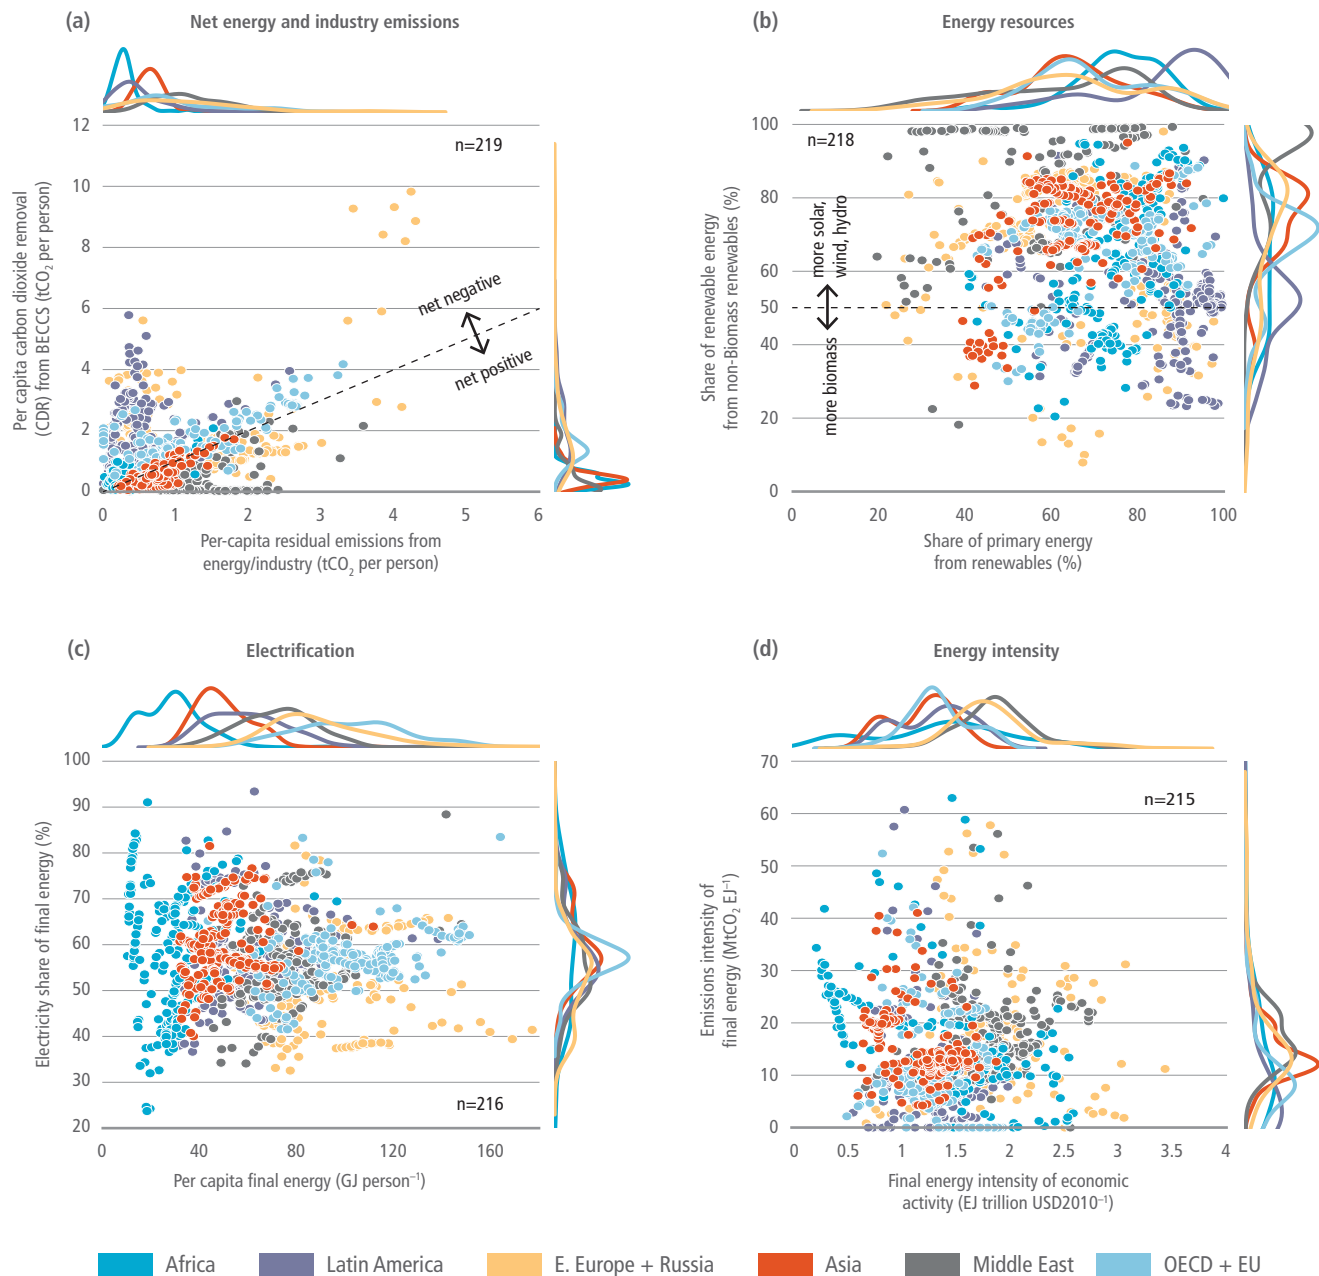 (a)
Net energy and industry emissions
Per capita carbon dioxide removal
(CDR) from BECCS (tCO2 per person)
12
10
8
6
4
2
0
n=219
net negative
net positive
0 1 2 3 4 5 6
Per-capita residual emissions from
energy/industry (tCO2 per person)
(b)
Energy resources
Share of renewable energy
from non-Biomass renewables (%)
100
80
60
50
40
20
0
n=218
more solar,
wind, hydro
more biomass
0 20 40 60 80 100
Share of primary energy
from renewables (%)
(c)
Electrification
Electricity share of final energy (%)
100
90
80
70
60
50
40
30
20
n=216
0 40 80 120 160
Per capita final energy (GJ person–1)
(d)
Energy intensity
Emissions intensity of
final energy (MtCO2 EJ–1)
70
60
50
40
30
20
10
0
n=215
0 0.5 1 1.5 2 2.5 3 3.5 4
Final energy intensity of economic
activity (EJ trillion USD2010–1)
Africa Latin America E. Europe + Russia Asia Middle East OECD + EU